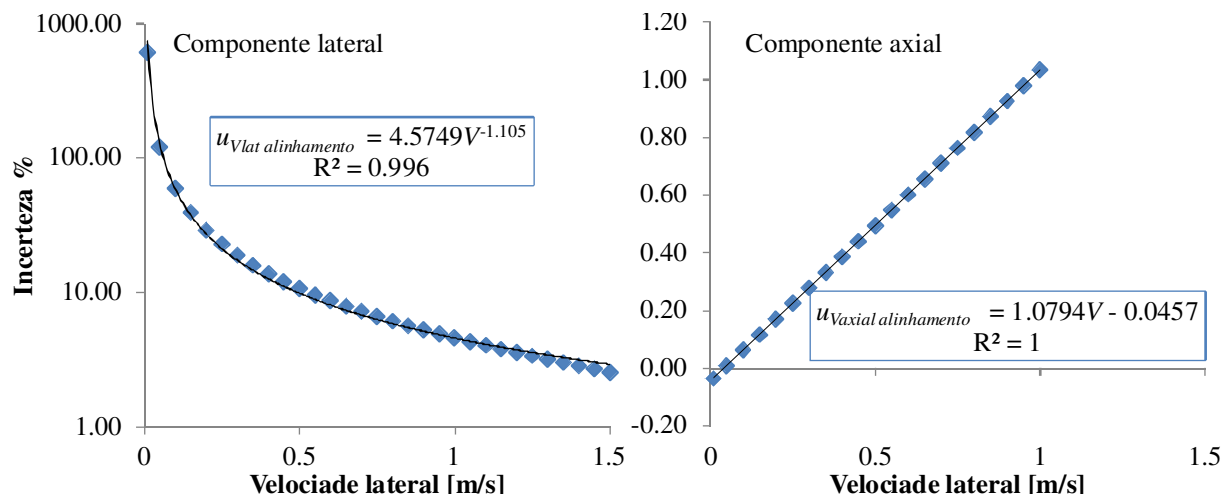 Componente lateral
u_Vlat alinhamento = 4.5749V^-1.105
R² = 0.996
Incerteza %
1000.00
100.00
10.00
1.00
0
0.5
1
1.5
Velociade lateral [m/s]
Componente axial
u_Vaxial alinhamento = 1.0794V - 0.0457
R² = 1
1.20
1.00
0.80
0.60
0.40
0.20
0.00
-0.20
0
0.5
1
1.5
Velociade lateral [m/s]